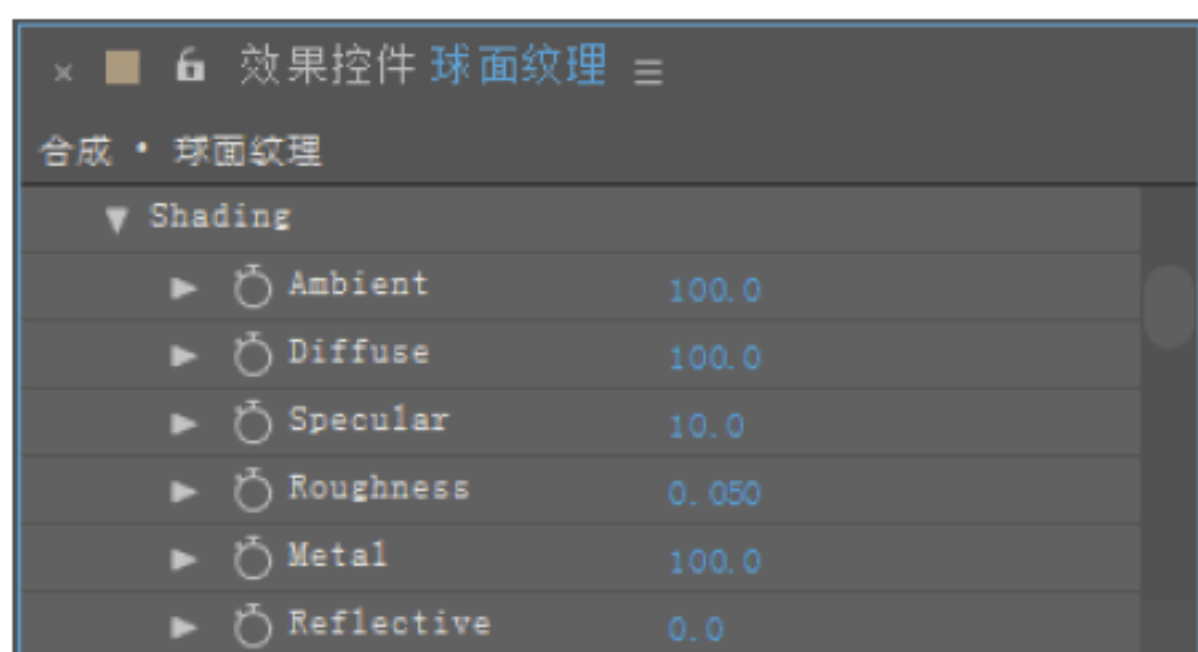 × 效果控件 球面纹理 ≡
合成 • 球面纹理
Shading
Ambient 100.0
Diffuse 100.0
Specular 10.0
Roughness 0.050
Metal 100.0
Reflective 0.0